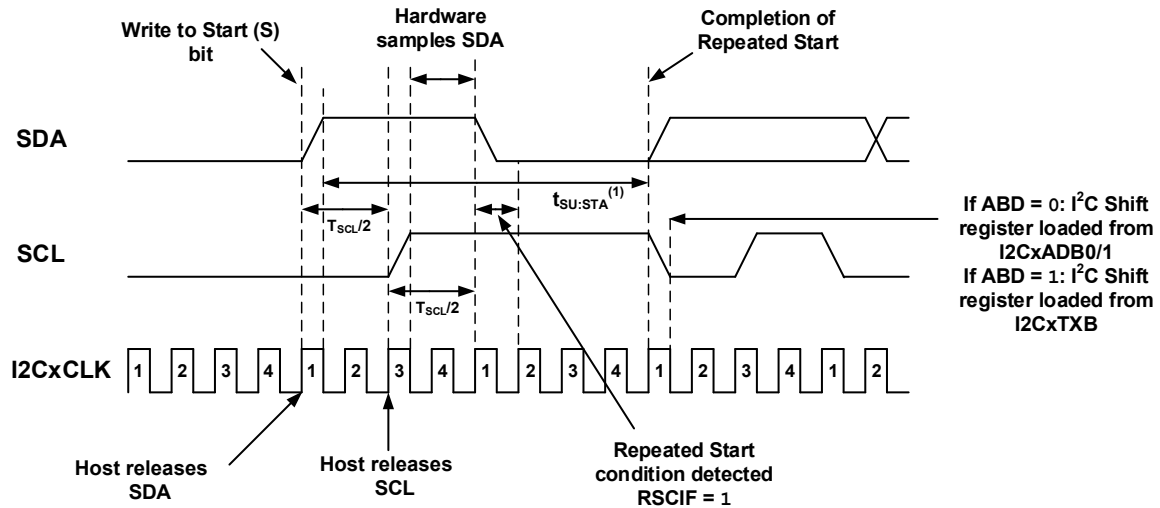 Write to Start (S)
bit
Hardware
samples SDA
Completion of
Repeated Start
SDA
t_SU:STA^(1)
T_SCL/2
SCL
T_SCL/2
If ABD = 0: I²C Shift
register loaded from
I2CxADB0/1
If ABD = 1: I²C Shift
register loaded from
I2CxTXB
I2CxCLK
1 2 3 4 1 2 3 4 1 2 3 4 1 2 3 4 1 2
Host releases
SDA
Host releases
SCL
Repeated Start
condition detected
RSCIF = 1